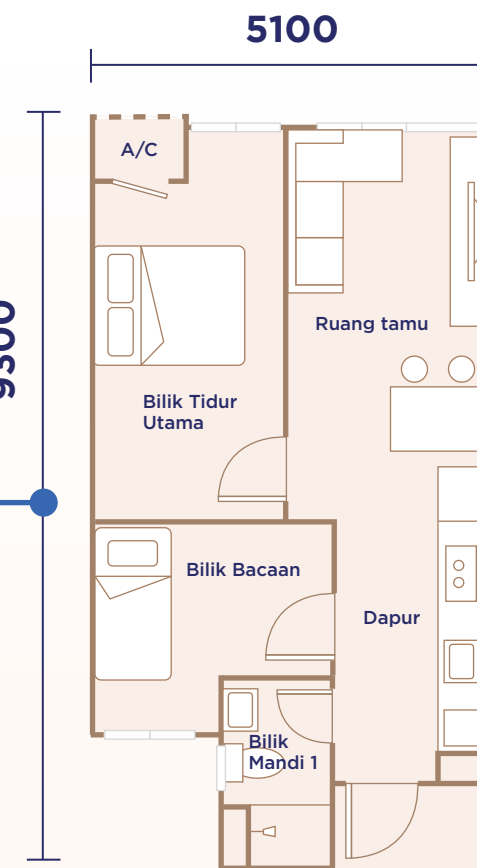 5100
A/C
9300
Ruang tamu
Bilik Tidur
Utama
Bilik Bacaan
Dapur
Bilik
Mandi 1